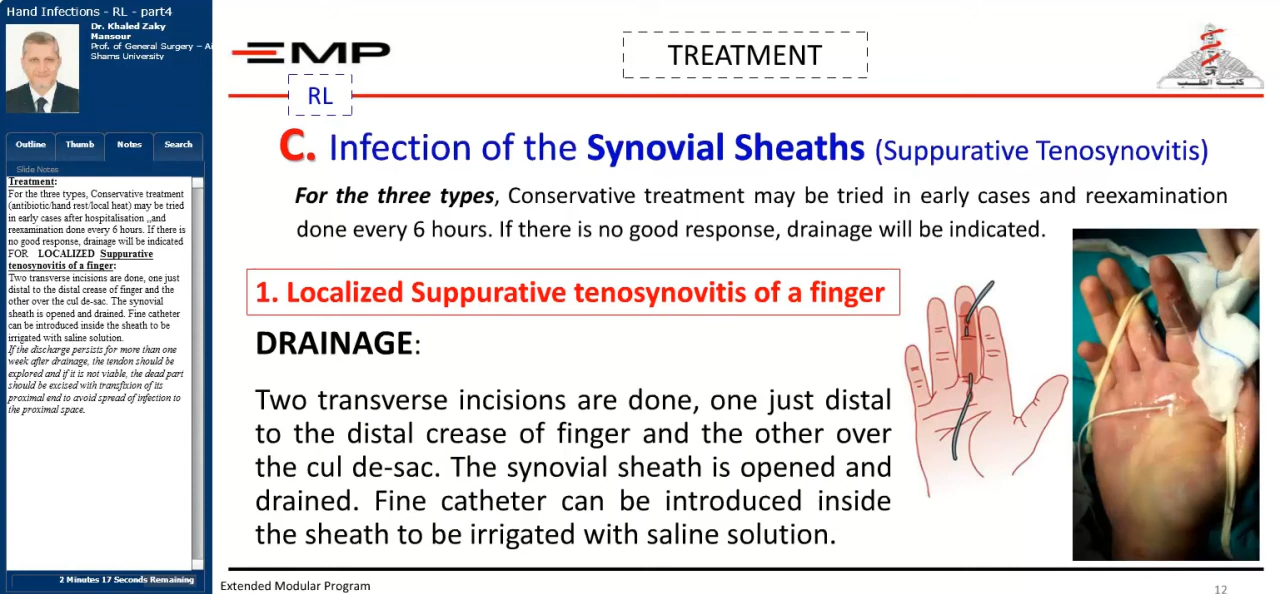 Hand Infections - RL - part4
Dr. Khaled Zaky
Mansour
Prof. of General Surgery – Ai
Shams University
Outline Thumb Notes Search
Slide Notes
Treatment:
For the three types, Conservative treatment
(antibiotic/hand rest/local heat) may be tried
in early cases after hospitalisation ,,and
reexamination done every 6 hours. If there is
no good response, drainage will be indicated
FOR LOCALIZED Suppurative
tenosynovitis of a finger:
Two transverse incisions are done, one just
distal to the distal crease of finger and the
other over the cul de-sac. The synovial
sheath is opened and drained. Fine catheter
can be introduced inside the sheath to be
irrigated with saline solution.
If the discharge persists for more than one
week after drainage, the tendon should be
explored and if it is not viable, the dead part
should be excised with transfixion of its
proximal end to avoid spread of infection to
the proximal space.
2 Minutes 17 Seconds Remaining
EMP
TREATMENT
كلية الطب
RL
C. Infection of the Synovial Sheaths (Suppurative Tenosynovitis)
For the three types, Conservative treatment may be tried in early cases and reexamination
done every 6 hours. If there is no good response, drainage will be indicated.
1. Localized Suppurative tenosynovitis of a finger
DRAINAGE:
Two transverse incisions are done, one just distal
to the distal crease of finger and the other over
the cul de-sac. The synovial sheath is opened and
drained. Fine catheter can be introduced inside
the sheath to be irrigated with saline solution.
Extended Modular Program
12